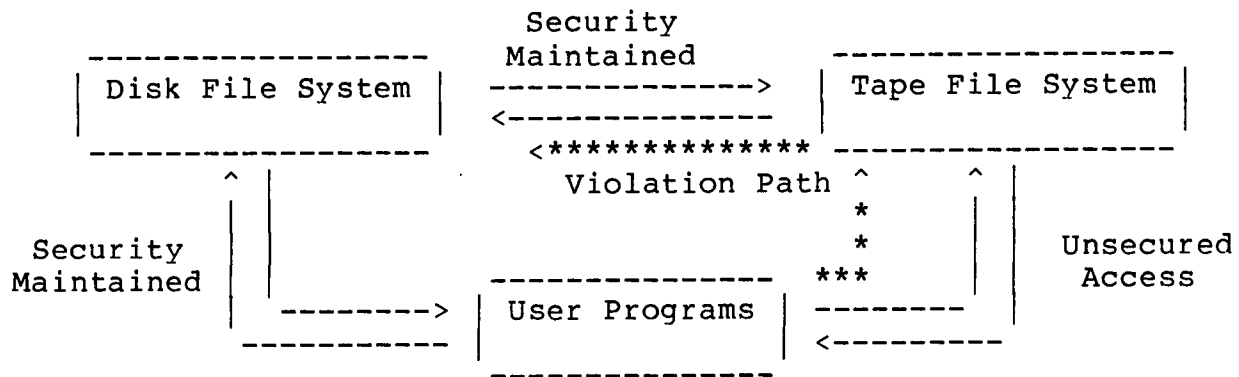 Security
Maintained
Disk File System
Tape File System
Violation Path
Security
Maintained
Unsecured
Access
User Programs